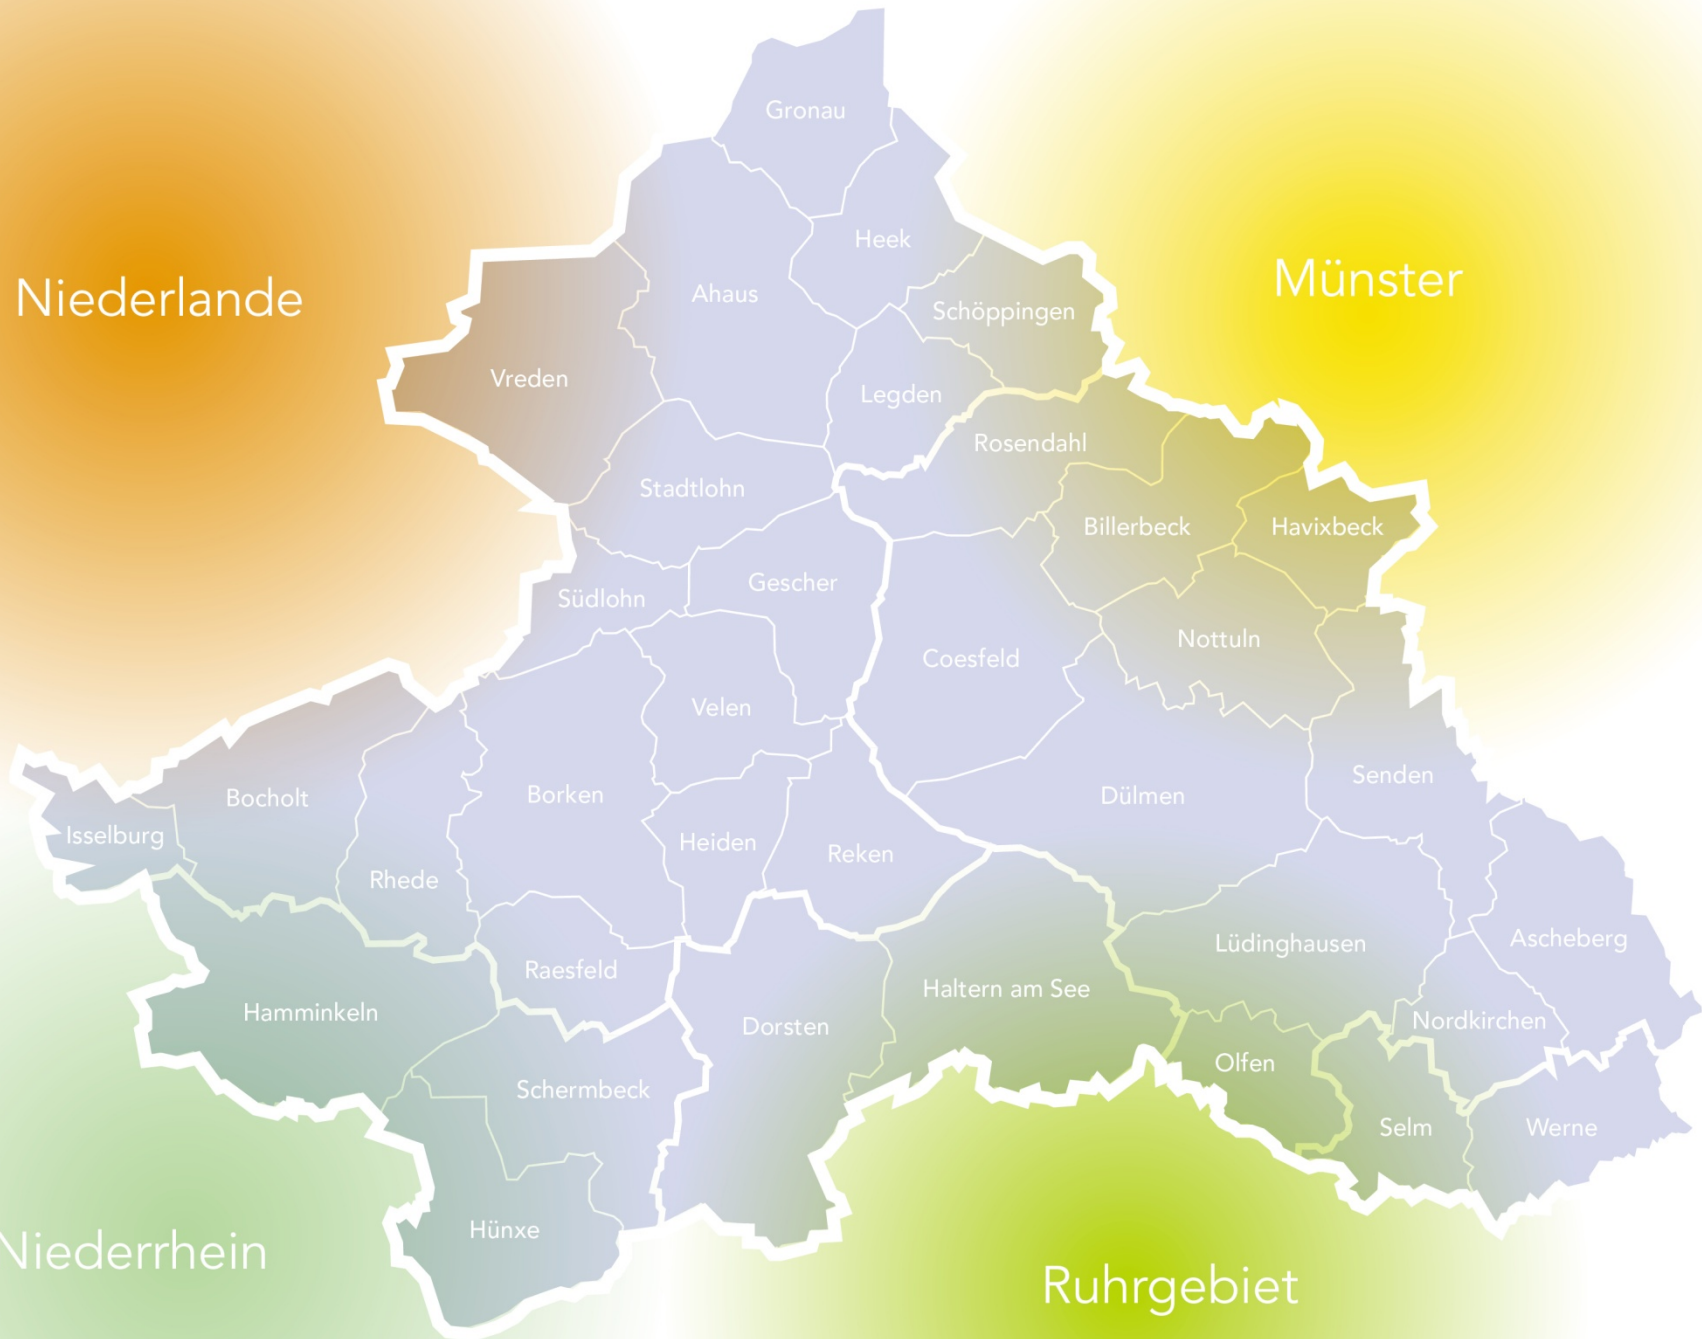 Gronau
Heek
Münster
Niederlande
Ahaus
Schöppingen
Vreden
Legden
Rosendahl
Stadtlohn
Billerbeck
Havixbeck
Gescher
Südlohn
Nottuln
Coesfeld
Velen
Senden
Borken
Dülmen
Bocholt
Isselburg
Heiden
Reken
Rhede
Ascheberg
Lüdinghausen
Raesfeld
Haltern am See
Hamminkeln
Dorsten
Nordkirchen
Olfen
Schermbeck
Selm
Werne
Hünxe
Niederrhein
Ruhrgebiet